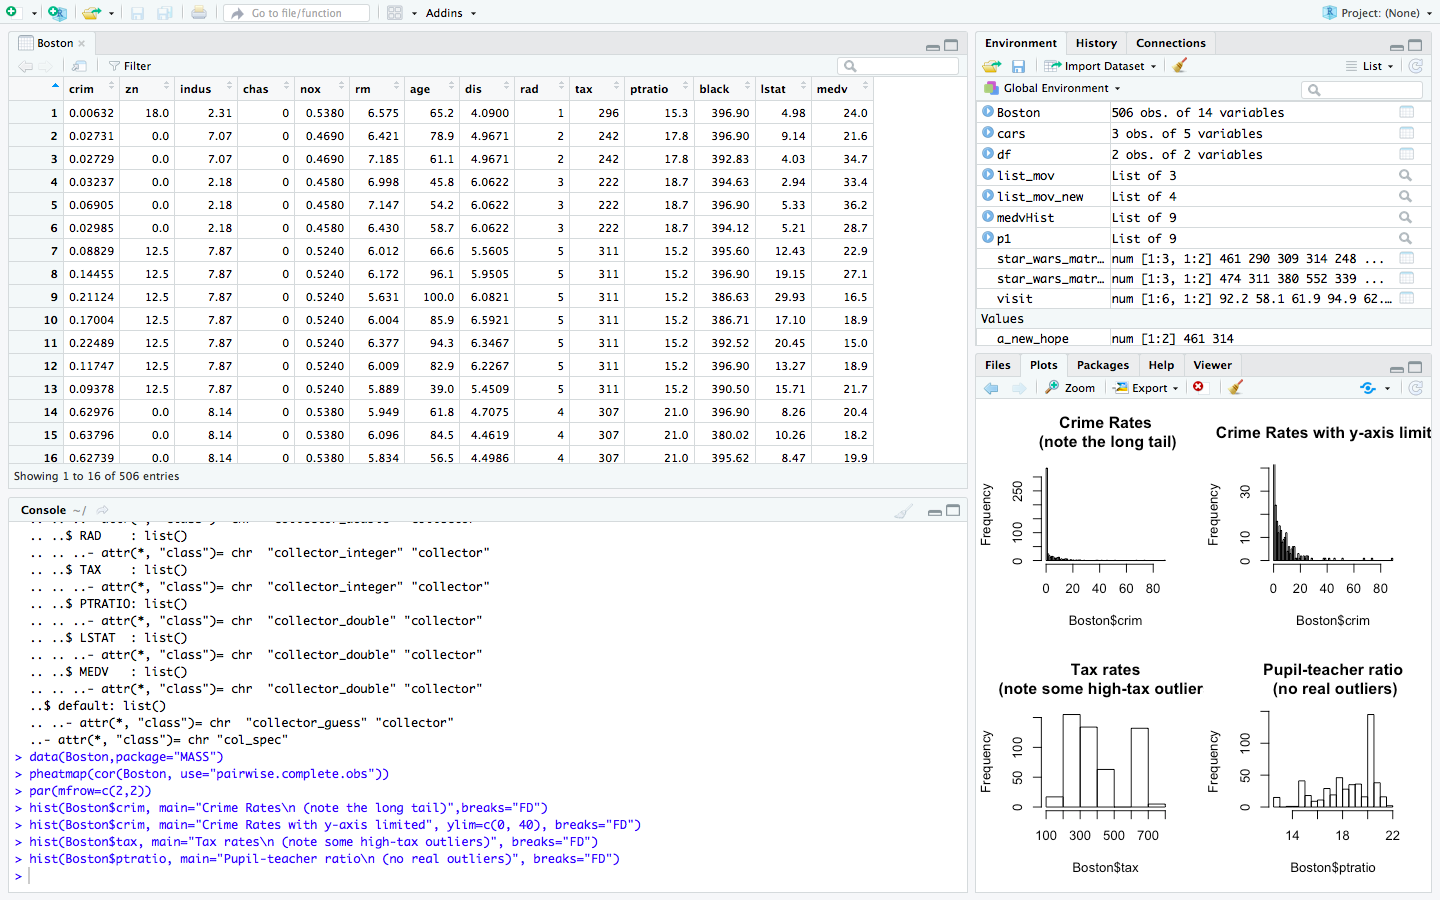 Go to file/function Addins Project: (None)
Boston
Filter
crim zn indus chas nox rm age dis rad tax ptratio black lstat medv
1 0.00632 18.0 2.31 0 0.5380 6.575 65.2 4.0900 1 296 15.3 396.90 4.98 24.0
2 0.02731 0.0 7.07 0 0.4690 6.421 78.9 4.9671 2 242 17.8 396.90 9.14 21.6
3 0.02729 0.0 7.07 0 0.4690 7.185 61.1 4.9671 2 242 17.8 392.83 4.03 34.7
4 0.03237 0.0 2.18 0 0.4580 6.998 45.8 6.0622 3 222 18.7 394.63 2.94 33.4
5 0.06905 0.0 2.18 0 0.4580 7.147 54.2 6.0622 3 222 18.7 396.90 5.33 36.2
6 0.02985 0.0 2.18 0 0.4580 6.430 58.7 6.0622 3 222 18.7 394.12 5.21 28.7
7 0.08829 12.5 7.87 0 0.5240 6.012 66.6 5.5605 5 311 15.2 395.60 12.43 22.9
8 0.14455 12.5 7.87 0 0.5240 6.172 96.1 5.9505 5 311 15.2 396.90 19.15 27.1
9 0.21124 12.5 7.87 0 0.5240 5.631 100.0 6.0821 5 311 15.2 386.63 29.93 16.5
10 0.17004 12.5 7.87 0 0.5240 6.004 85.9 6.5921 5 311 15.2 386.71 17.10 18.9
11 0.22489 12.5 7.87 0 0.5240 6.377 94.3 6.3467 5 311 15.2 392.52 20.45 15.0
12 0.11747 12.5 7.87 0 0.5240 6.009 82.9 6.2267 5 311 15.2 396.90 13.27 18.9
13 0.09378 12.5 7.87 0 0.5240 5.889 39.0 5.4509 5 311 15.2 390.50 15.71 21.7
14 0.62976 0.0 8.14 0 0.5380 5.949 61.8 4.7075 4 307 21.0 396.90 8.26 20.4
15 0.63796 0.0 8.14 0 0.5380 6.096 84.5 4.4619 4 307 21.0 380.02 10.26 18.2
16 0.62739 0.0 8.14 0 0.5380 5.834 56.5 4.4986 4 307 21.0 395.62 8.47 19.9
Showing 1 to 16 of 506 entries
Console ~/
.. .. ..- attr(*, "class")= chr "collector_double" "collector"
.. ..$ RAD : list()
.. .. ..- attr(*, "class")= chr "collector_integer" "collector"
.. ..$ TAX : list()
.. .. ..- attr(*, "class")= chr "collector_integer" "collector"
.. ..$ PTRATIO: list()
.. .. ..- attr(*, "class")= chr "collector_double" "collector"
.. ..$ LSTAT : list()
.. .. ..- attr(*, "class")= chr "collector_double" "collector"
.. ..$ MEDV : list()
.. .. ..- attr(*, "class")= chr "collector_double" "collector"
..$ default: list()
.. ..- attr(*, "class")= chr "collector_guess" "collector"
..- attr(*, "class")= chr "col_spec"
> data(Boston,package="MASS")
> pheatmap(cor(Boston, use="pairwise.complete.obs"))
> par(mfrow=c(2,2))
> hist(Boston$crim, main="Crime Rates\n (note the long tail)",breaks="FD")
> hist(Boston$crim, main="Crime Rates with y-axis limited", ylim=c(0, 40), breaks="FD")
> hist(Boston$tax, main="Tax rates\n (note some high-tax outliers)", breaks="FD")
> hist(Boston$ptratio, main="Pupil-teacher ratio\n (no real outliers)", breaks="FD")
>
Environment History Connections
Import Dataset List
Global Environment
Boston 506 obs. of 14 variables
cars 3 obs. of 5 variables
df 2 obs. of 2 variables
list_mov List of 3
list_mov_new List of 4
medvHist List of 9
p1 List of 9
star_wars_matr... num [1:3, 1:2] 461 290 309 314 248 ...
star_wars_matr... num [1:3, 1:2] 474 311 380 552 339 ...
visit num [1:6, 1:2] 92.2 58.1 61.9 94.9 62....
Values
a_new_hope num [1:2] 461 314
Files Plots Packages Help Viewer
Zoom Export
Crime Rates
(note the long tail)
Frequency
0 100 250
0 20 40 60 80
Boston$crim
Crime Rates with y-axis limit
Frequency
0 10 30
0 20 40 60 80
Boston$crim
Tax rates
(note some high-tax outlier
Frequency
0 50 100
100 300 500 700
Boston$tax
Pupil-teacher ratio
(no real outliers)
Frequency
0 50 100
14 18 22
Boston$ptratio